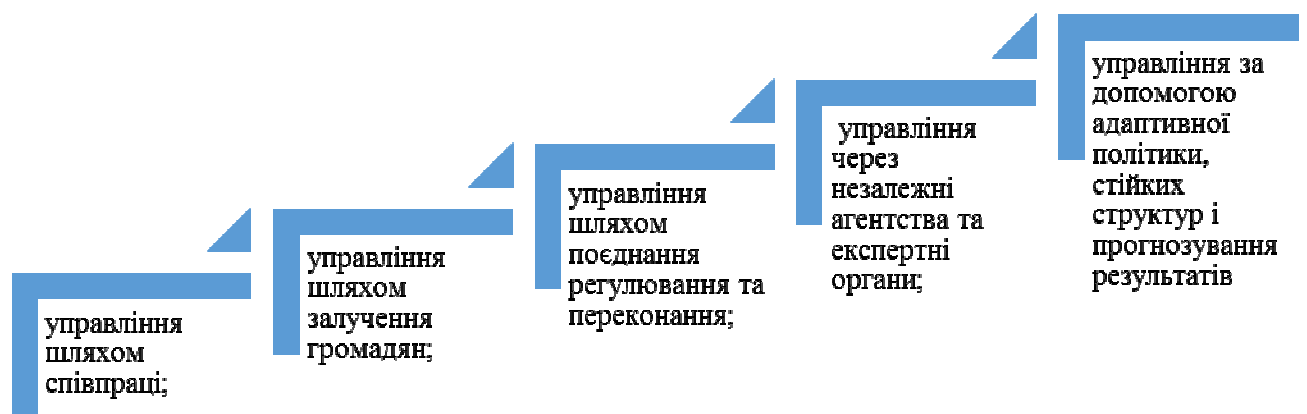 управління
шляхом
співпраці;
управління
шляхом
залучення
громадян;
управління
шляхом
поєднання
регулювання та
переконання;
управління
через
незалежні
агентства та
експертні
органи;
управління за
допомогою
адаптивної
політики,
стійких
структур і
прогнозування
результатів